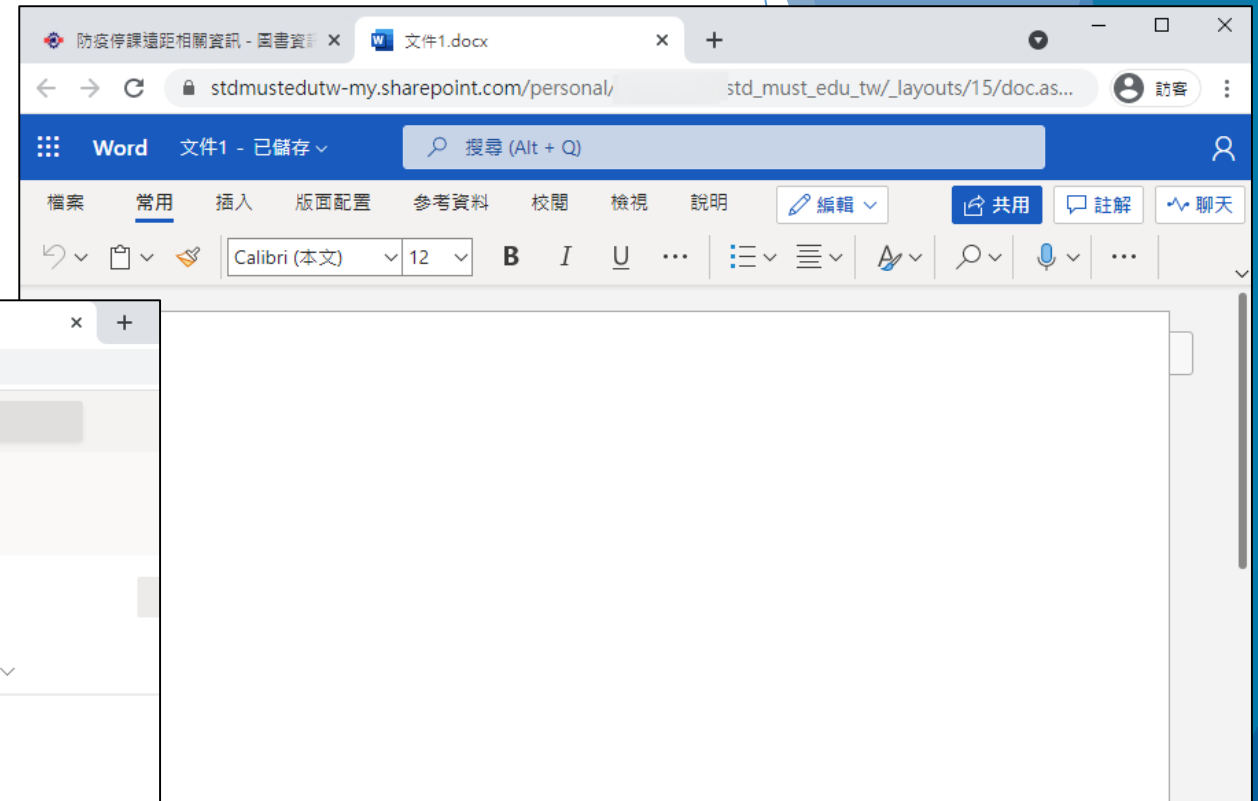 防疫停課遠距相關資訊 - 圖書資訊 文件1.docx
stdmustedutw-my.sharepoint.com/personal/ std_must_edu_tw/_layouts/15/doc.as... 訪客
Word 文件1 - 已儲存 搜尋 (Alt + Q)
檔案 常用 插入 版面配置 參考資料 校閱 檢視 說明 編輯 共用 註解 聊天
Calibri (本文) 12 B I U ...